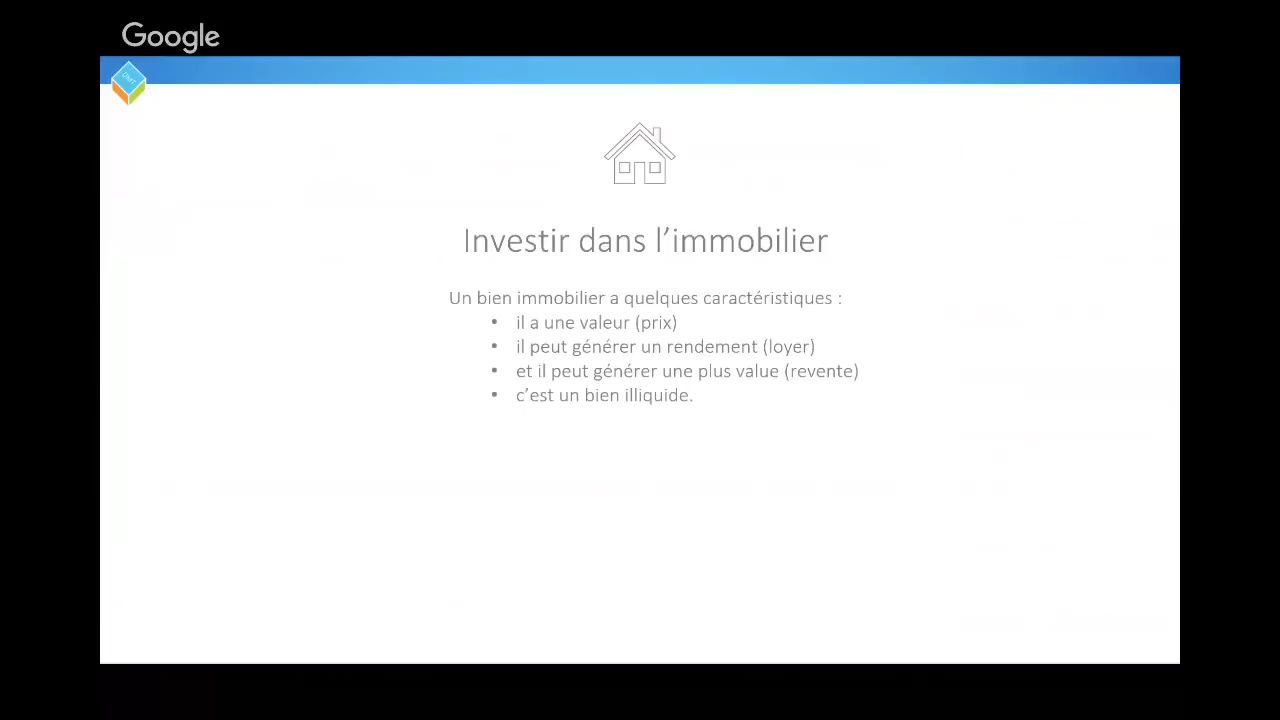 Google
Investir dans l’immobilier
Un bien immobilier a quelques caractéristiques :
• il a une valeur (prix)
• il peut générer un rendement (loyer)
• et il peut générer une plus value (revente)
• c’est un bien illiquide.